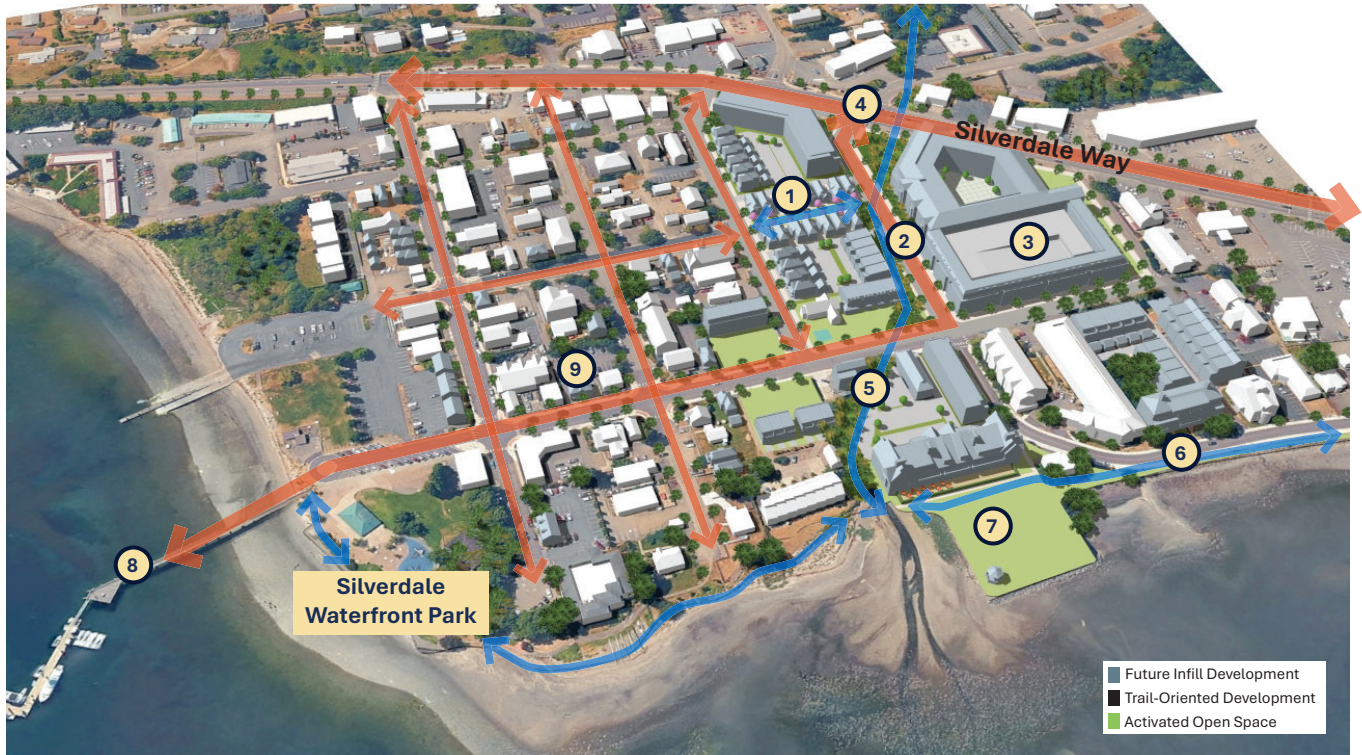 4
Silverdale Way
1
2
3
9
5
6
7
8
Silverdale
Waterfront Park
Future Infill Development
Trail-Oriented Development
Activated Open Space